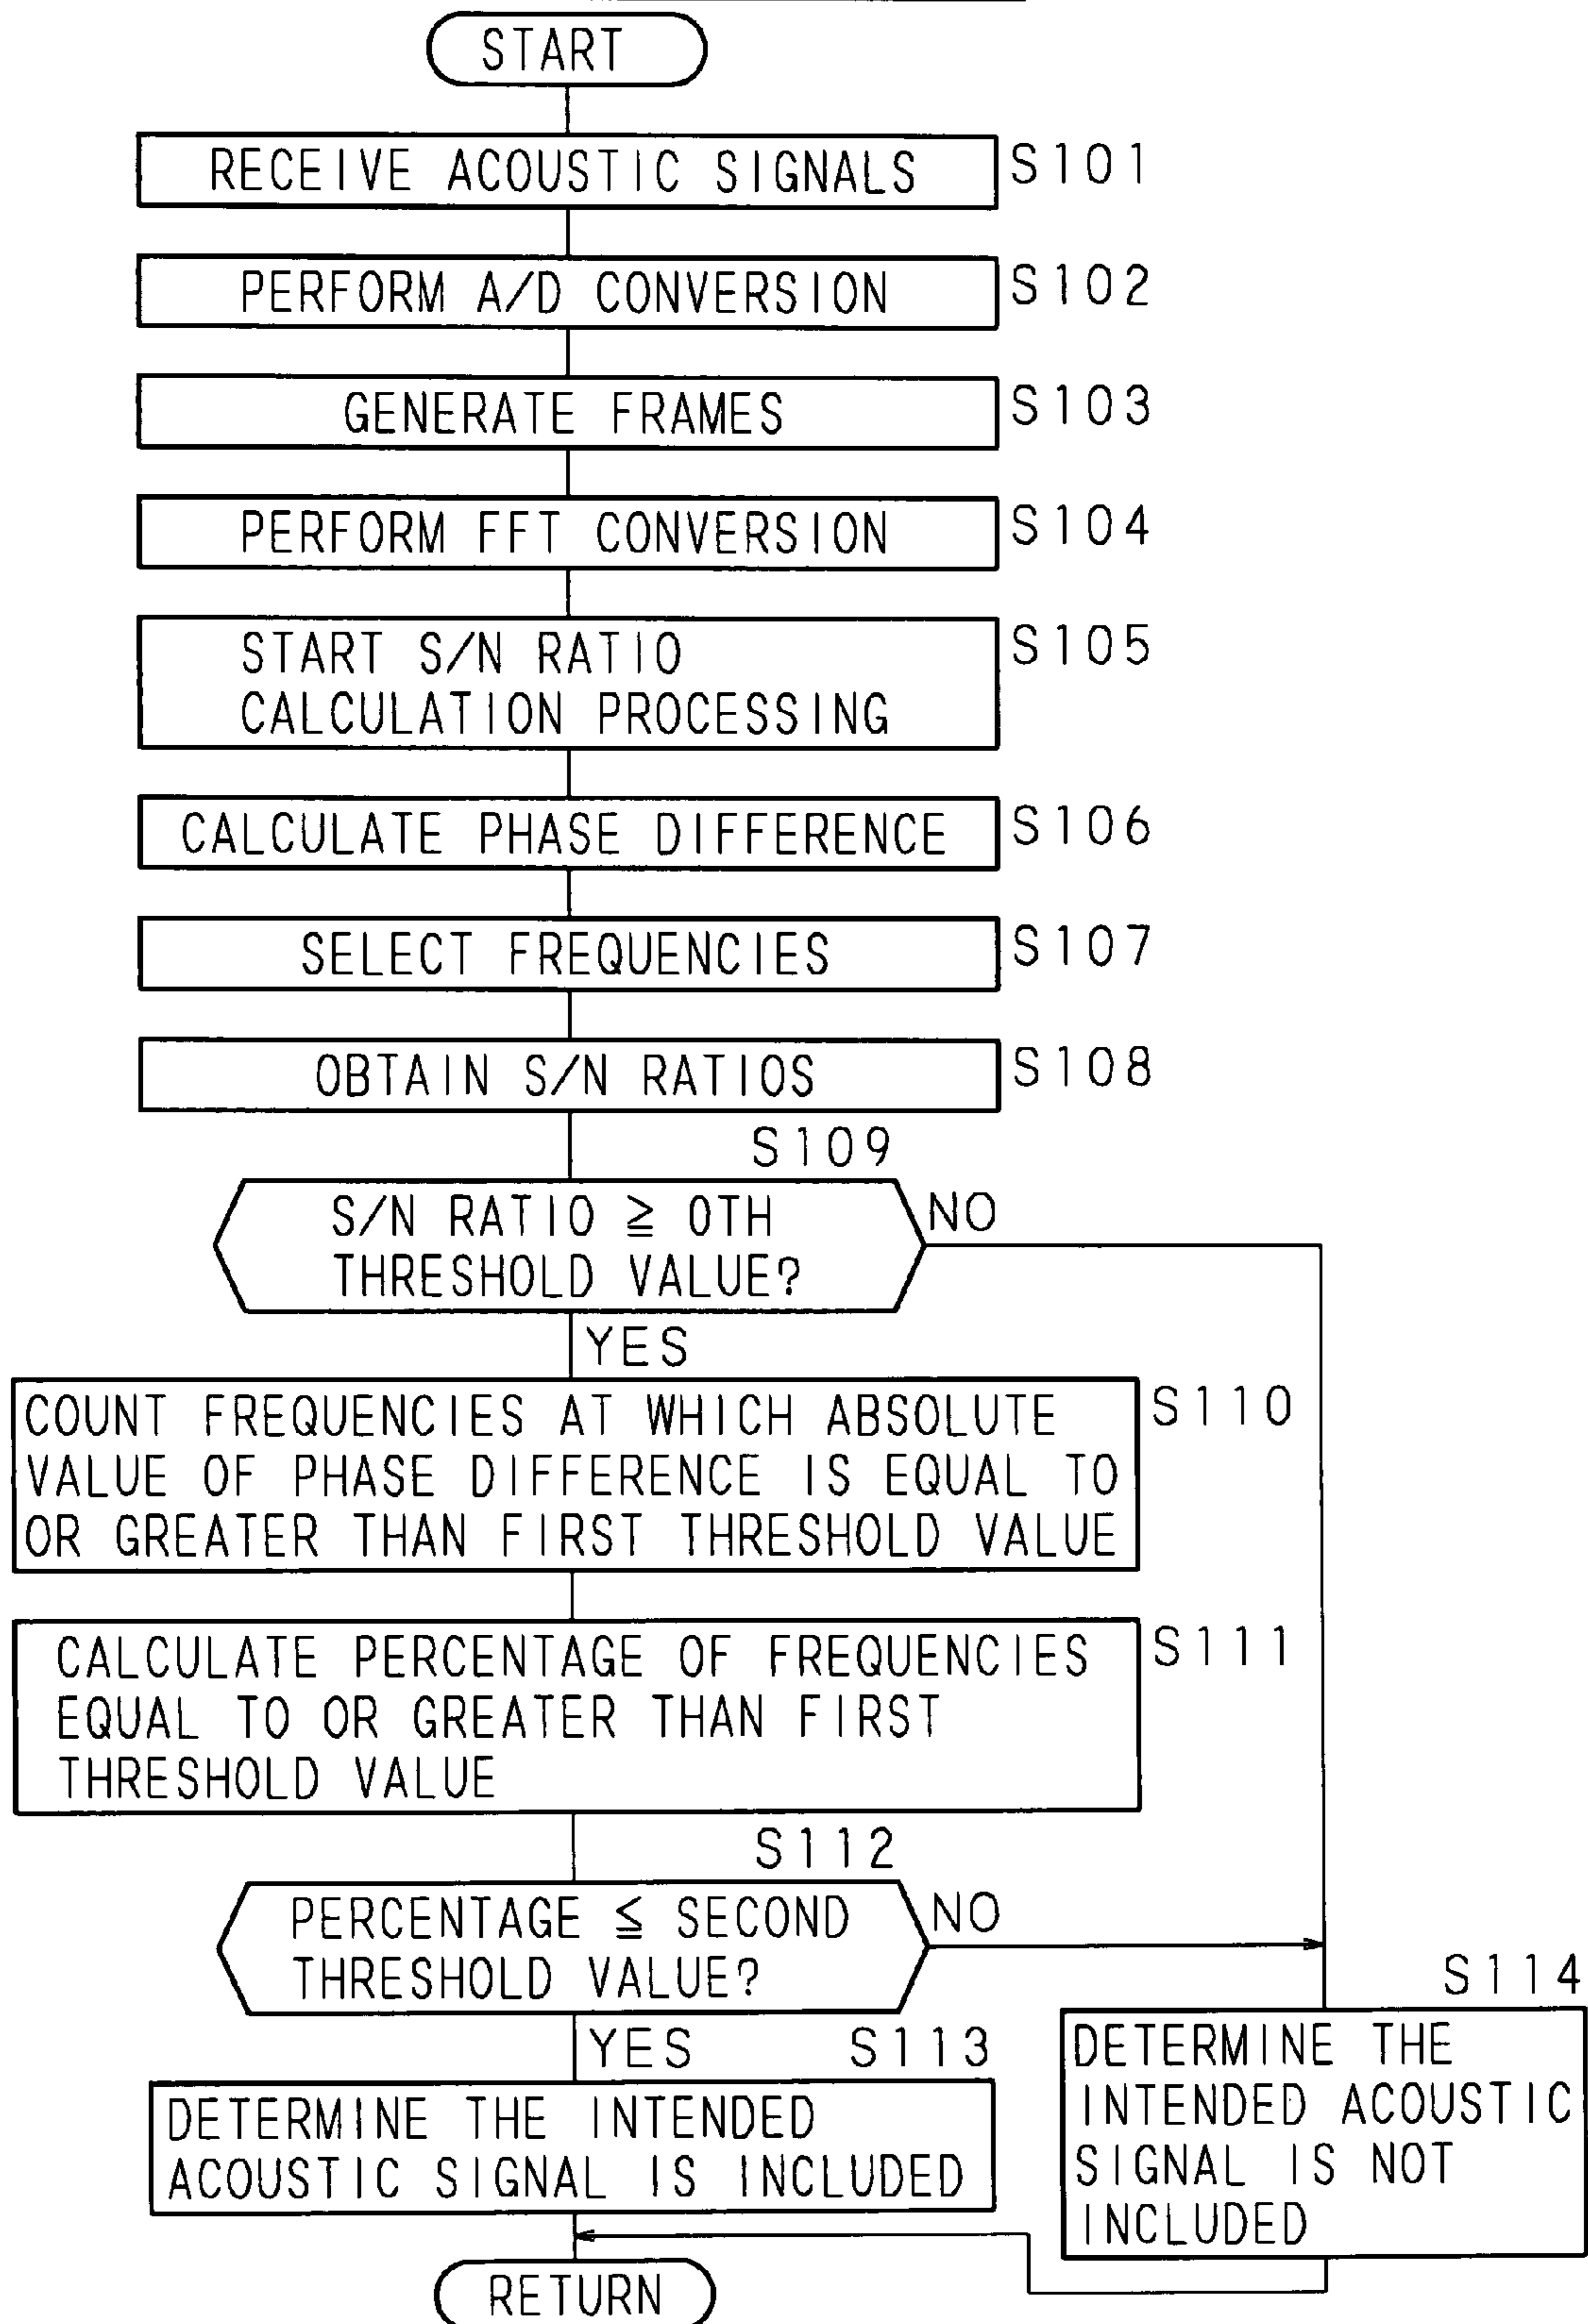 START
RECEIVE ACOUSTIC SIGNALS S101
PERFORM A/D CONVERSION S102
GENERATE FRAMES S103
PERFORM FFT CONVERSION S104
START S/N RATIO S105
CALCULATION PROCESSING
CALCULATE PHASE DIFFERENCE S106
SELECT FREQUENCIES S107
OBTAIN S/N RATIOS S108
S109
S/N RATIO ≧ 0TH NO
THRESHOLD VALUE?
YES
COUNT FREQUENCIES AT WHICH ABSOLUTE S110
VALUE OF PHASE DIFFERENCE IS EQUAL TO
OR GREATER THAN FIRST THRESHOLD VALUE
CALCULATE PERCENTAGE OF FREQUENCIES S111
EQUAL TO OR GREATER THAN FIRST
THRESHOLD VALUE
S112
PERCENTAGE ≦ SECOND NO
THRESHOLD VALUE?
YES S113
DETERMINE THE INTENDED
ACOUSTIC SIGNAL IS INCLUDED
S114
DETERMINE THE
INTENDED ACOUSTIC
SIGNAL IS NOT
INCLUDED
RETURN